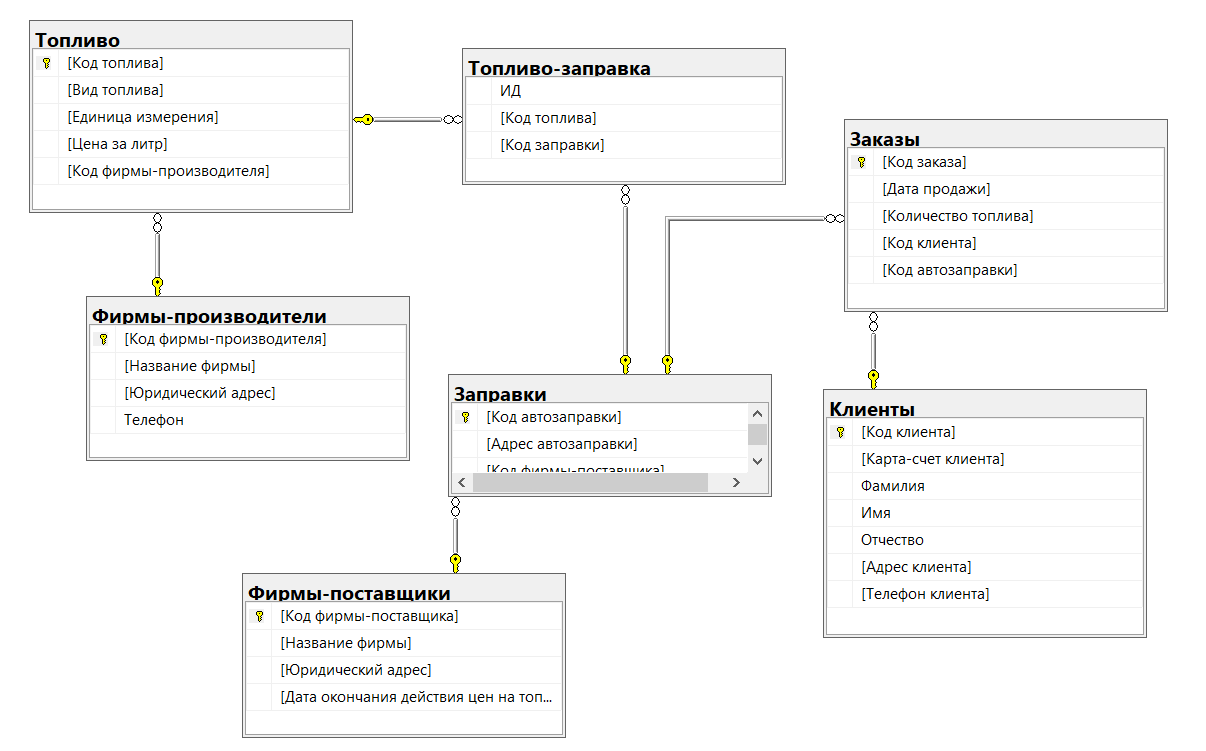 Топливо
[Код топлива]
[Вид топлива]
[Единица измерения]
[Цена за литр]
[Код фирмы-производителя]
Топливо-заправка
ИД
[Код топлива]
[Код заправки]
Заказы
[Код заказа]
[Дата продажи]
[Количество топлива]
[Код клиента]
[Код автозаправки]
Фирмы-производители
[Код фирмы-производителя]
[Название фирмы]
[Юридический адрес]
Телефон
Заправки
[Код автозаправки]
[Адрес автозаправки]
[Код фирмы-поставщика]
Клиенты
[Код клиента]
[Карта-счет клиента]
Фамилия
Имя
Отчество
[Адрес клиента]
[Телефон клиента]
Фирмы-поставщики
[Код фирмы-поставщика]
[Название фирмы]
[Юридический адрес]
[Дата окончания действия цен на топ...